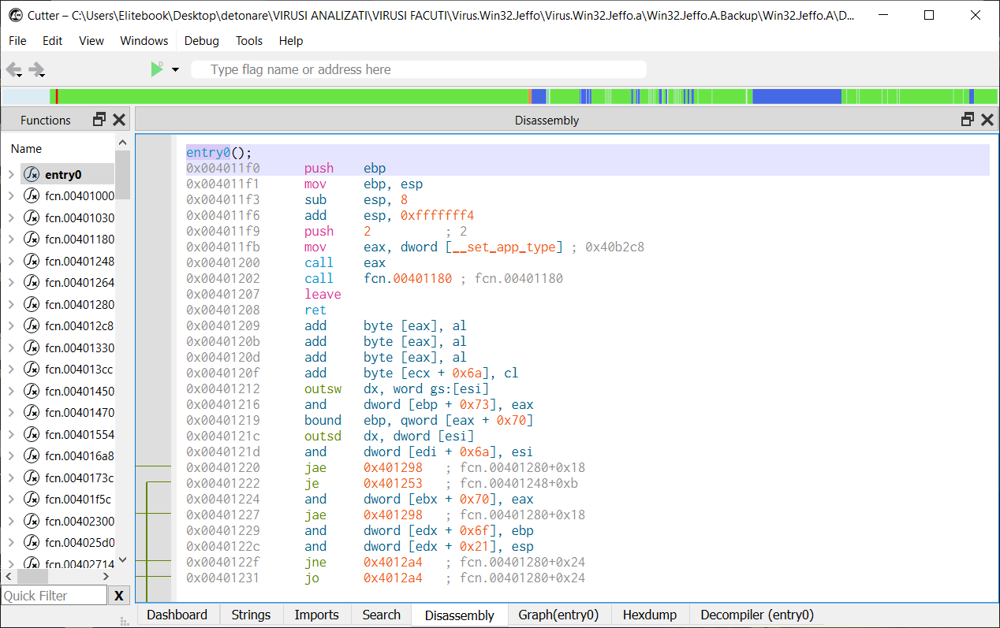 Cutter – C:\Users\Elitebook\Desktop\detonare\VIRUSI ANALIZATI\VIRUSI FACUTI\Virus.Win32.Jeffo\Virus.Win32.Jeffo.a\Win32.Jeffo.A.Backup\Win32.Jeffo.A\D...
File Edit View Windows Debug Tools Help
Type flag name or address here
Functions
Disassembly
Name
entry0
fcn.00401000
fcn.00401030
fcn.00401180
fcn.00401248
fcn.00401264
fcn.00401280
fcn.004012c8
fcn.00401330
fcn.004013cc
fcn.00401450
fcn.00401470
fcn.00401554
fcn.004016a8
fcn.0040173c
fcn.00401f5c
fcn.00402300
fcn.004025d0
fcn.00402714
Quick Filter X
entry0();
0x004011f0 push ebp
0x004011f1 mov ebp, esp
0x004011f3 sub esp, 8
0x004011f6 add esp, 0xfffffff4
0x004011f9 push 2 ; 2
0x004011fb mov eax, dword [__set_app_type] ; 0x40b2c8
0x00401200 call eax
0x00401202 call fcn.00401180 ; fcn.00401180
0x00401207 leave
0x00401208 ret
0x00401209 add byte [eax], al
0x0040120b add byte [eax], al
0x0040120d add byte [eax], al
0x0040120f add byte [ecx + 0x6a], cl
0x00401212 outsw dx, word gs:[esi]
0x00401216 and dword [ebp + 0x73], eax
0x00401219 bound ebp, qword [eax + 0x70]
0x0040121c outsd dx, dword [esi]
0x0040121d and dword [edi + 0x6a], esi
0x00401220 jae 0x401298 ; fcn.00401280+0x18
0x00401222 je 0x401253 ; fcn.00401248+0xb
0x00401224 and dword [ebx + 0x70], eax
0x00401227 jae 0x401298 ; fcn.00401280+0x18
0x00401229 and dword [edx + 0x6f], ebp
0x0040122c and dword [edx + 0x21], esp
0x0040122f jne 0x4012a4 ; fcn.00401280+0x24
0x00401231 jo 0x4012a4 ; fcn.00401280+0x24
Dashboard Strings Imports Search Disassembly Graph(entry0) Hexdump Decompiler (entry0)